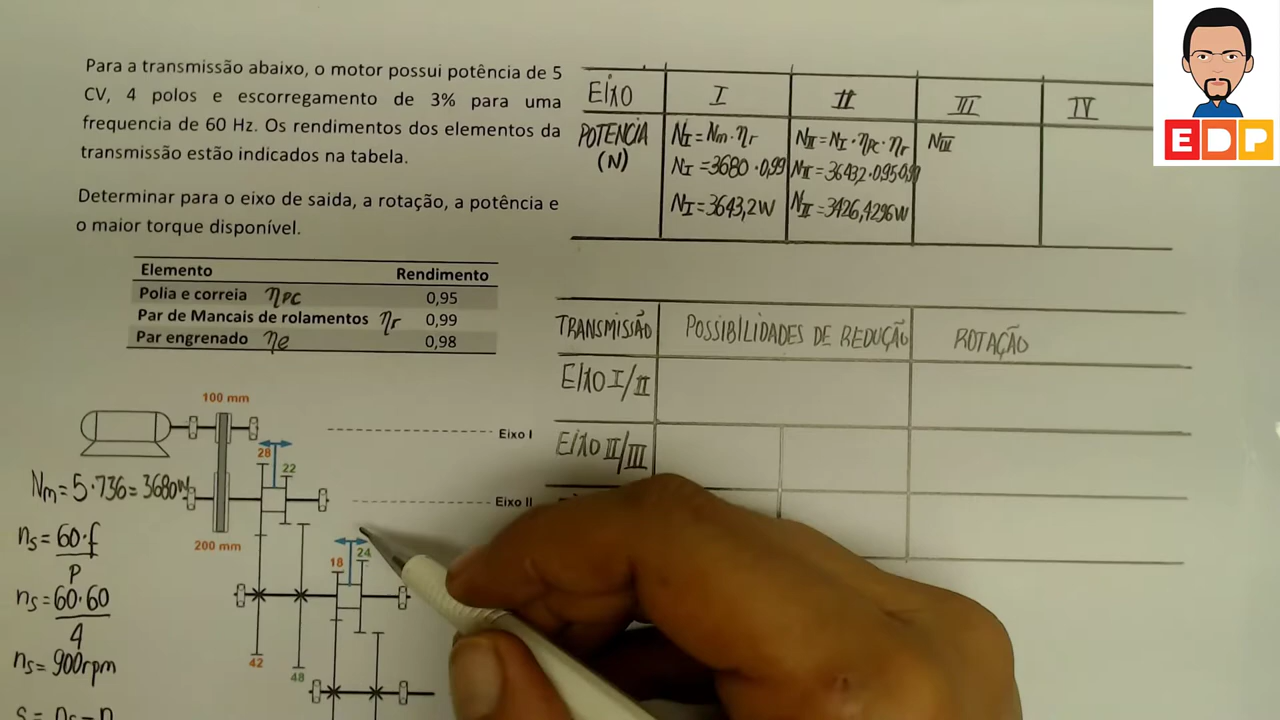 Para a transmissão abaixo, o motor possui potência de 5
CV, 4 polos e escorregamento de 3% para uma
frequencia de 60 Hz. Os rendimentos dos elementos da
transmissão estão indicados na tabela.
Determinar para o eixo de saida, a rotação, a potência e
o maior torque disponível.
Elemento Rendimento
Polia e correia ηPC 0,95
Par de Mancais de rolamentos ηr 0,99
Par engrenado ηe 0,98
100 mm
Eixo I
28
22
Nm = 5·736 = 3680W
Eixo II
200 mm
18
24
42
48
ns = 60·f
P
ns = 60·60
4
ns = 900rpm
s = ns - n
EIXO I II III IV
POTENCIA (N)
NI = Nm·ηr
NI = 3680·0,99
NI = 3643,2W
NII = NI·ηPC·ηr
NII = 3643,2·0,95·0,99
NII = 3426,4296W
NIII
TRANSMISSÃO POSSIBILIDADES DE REDUÇÃO ROTAÇÃO
EIXO I/II
EIXO II/III
EDP